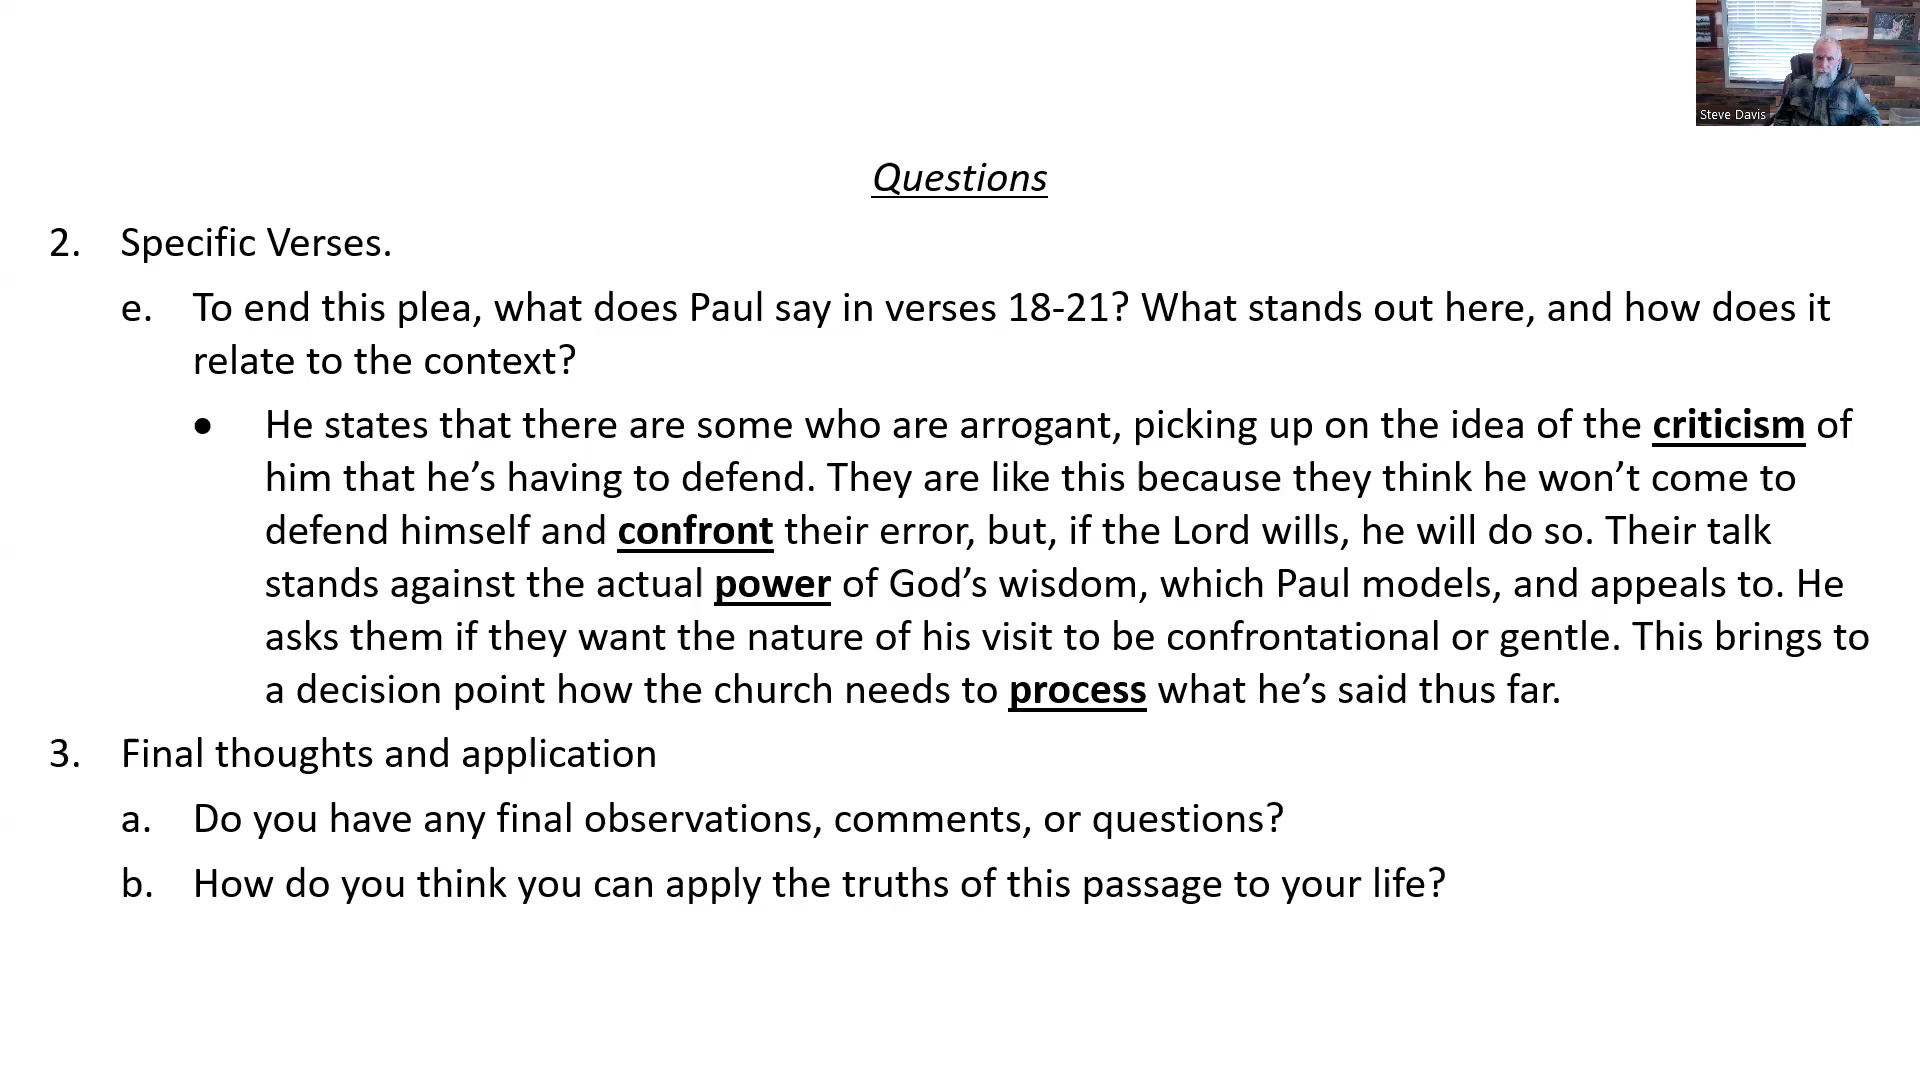 Steve Davis
Questions
2. Specific Verses.
e. To end this plea, what does Paul say in verses 18-21? What stands out here, and how does it
relate to the context?
• He states that there are some who are arrogant, picking up on the idea of the criticism of
him that he’s having to defend. They are like this because they think he won’t come to
defend himself and confront their error, but, if the Lord wills, he will do so. Their talk
stands against the actual power of God’s wisdom, which Paul models, and appeals to. He
asks them if they want the nature of his visit to be confrontational or gentle. This brings to
a decision point how the church needs to process what he’s said thus far.
3. Final thoughts and application
a. Do you have any final observations, comments, or questions?
b. How do you think you can apply the truths of this passage to your life?